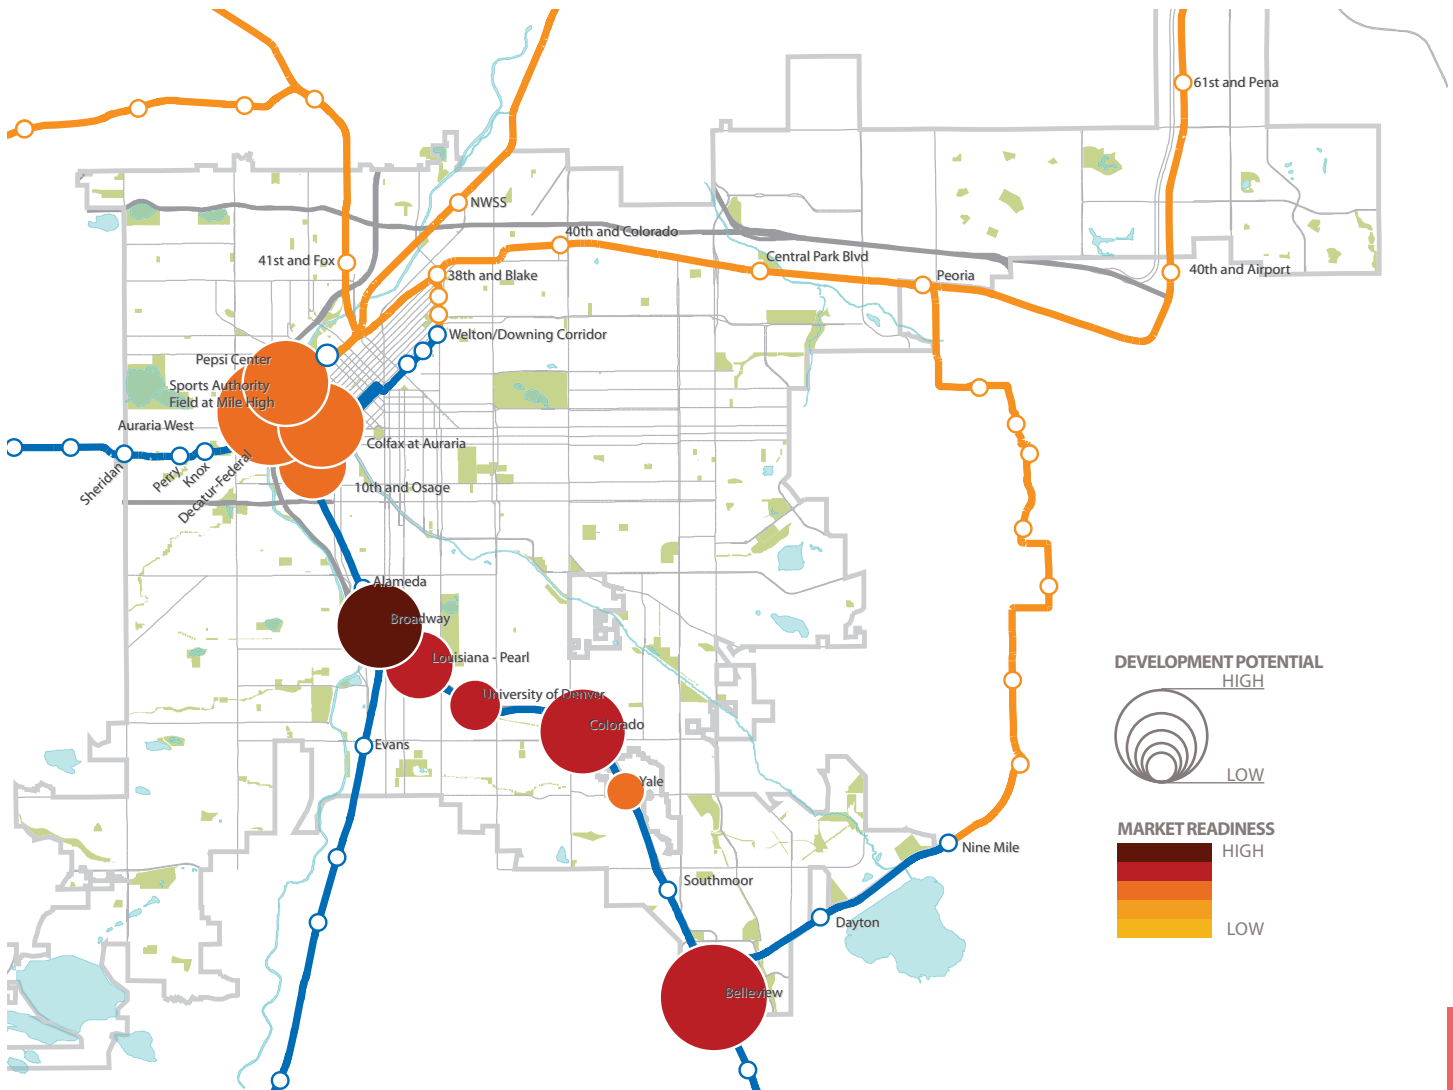 61st and Pena
NWSS
40th and Colorado
41st and Fox
Central Park Blvd
38th and Blake
Peoria
40th and Airport
Welton/Downing Corridor
Pepsi Center
Sports Authority
Field at Mile High
Auraria West
Colfax at Auraria
Sheridan
Perry
Knox
Decatur-Federal
10th and Osage
Alameda
Broadway
Louisiana - Pearl
University of Denver
Colorado
Evans
Yale
Southmoor
Nine Mile
Dayton
Belleview
DEVELOPMENT POTENTIAL
HIGH
LOW
MARKET READINESS
HIGH
LOW